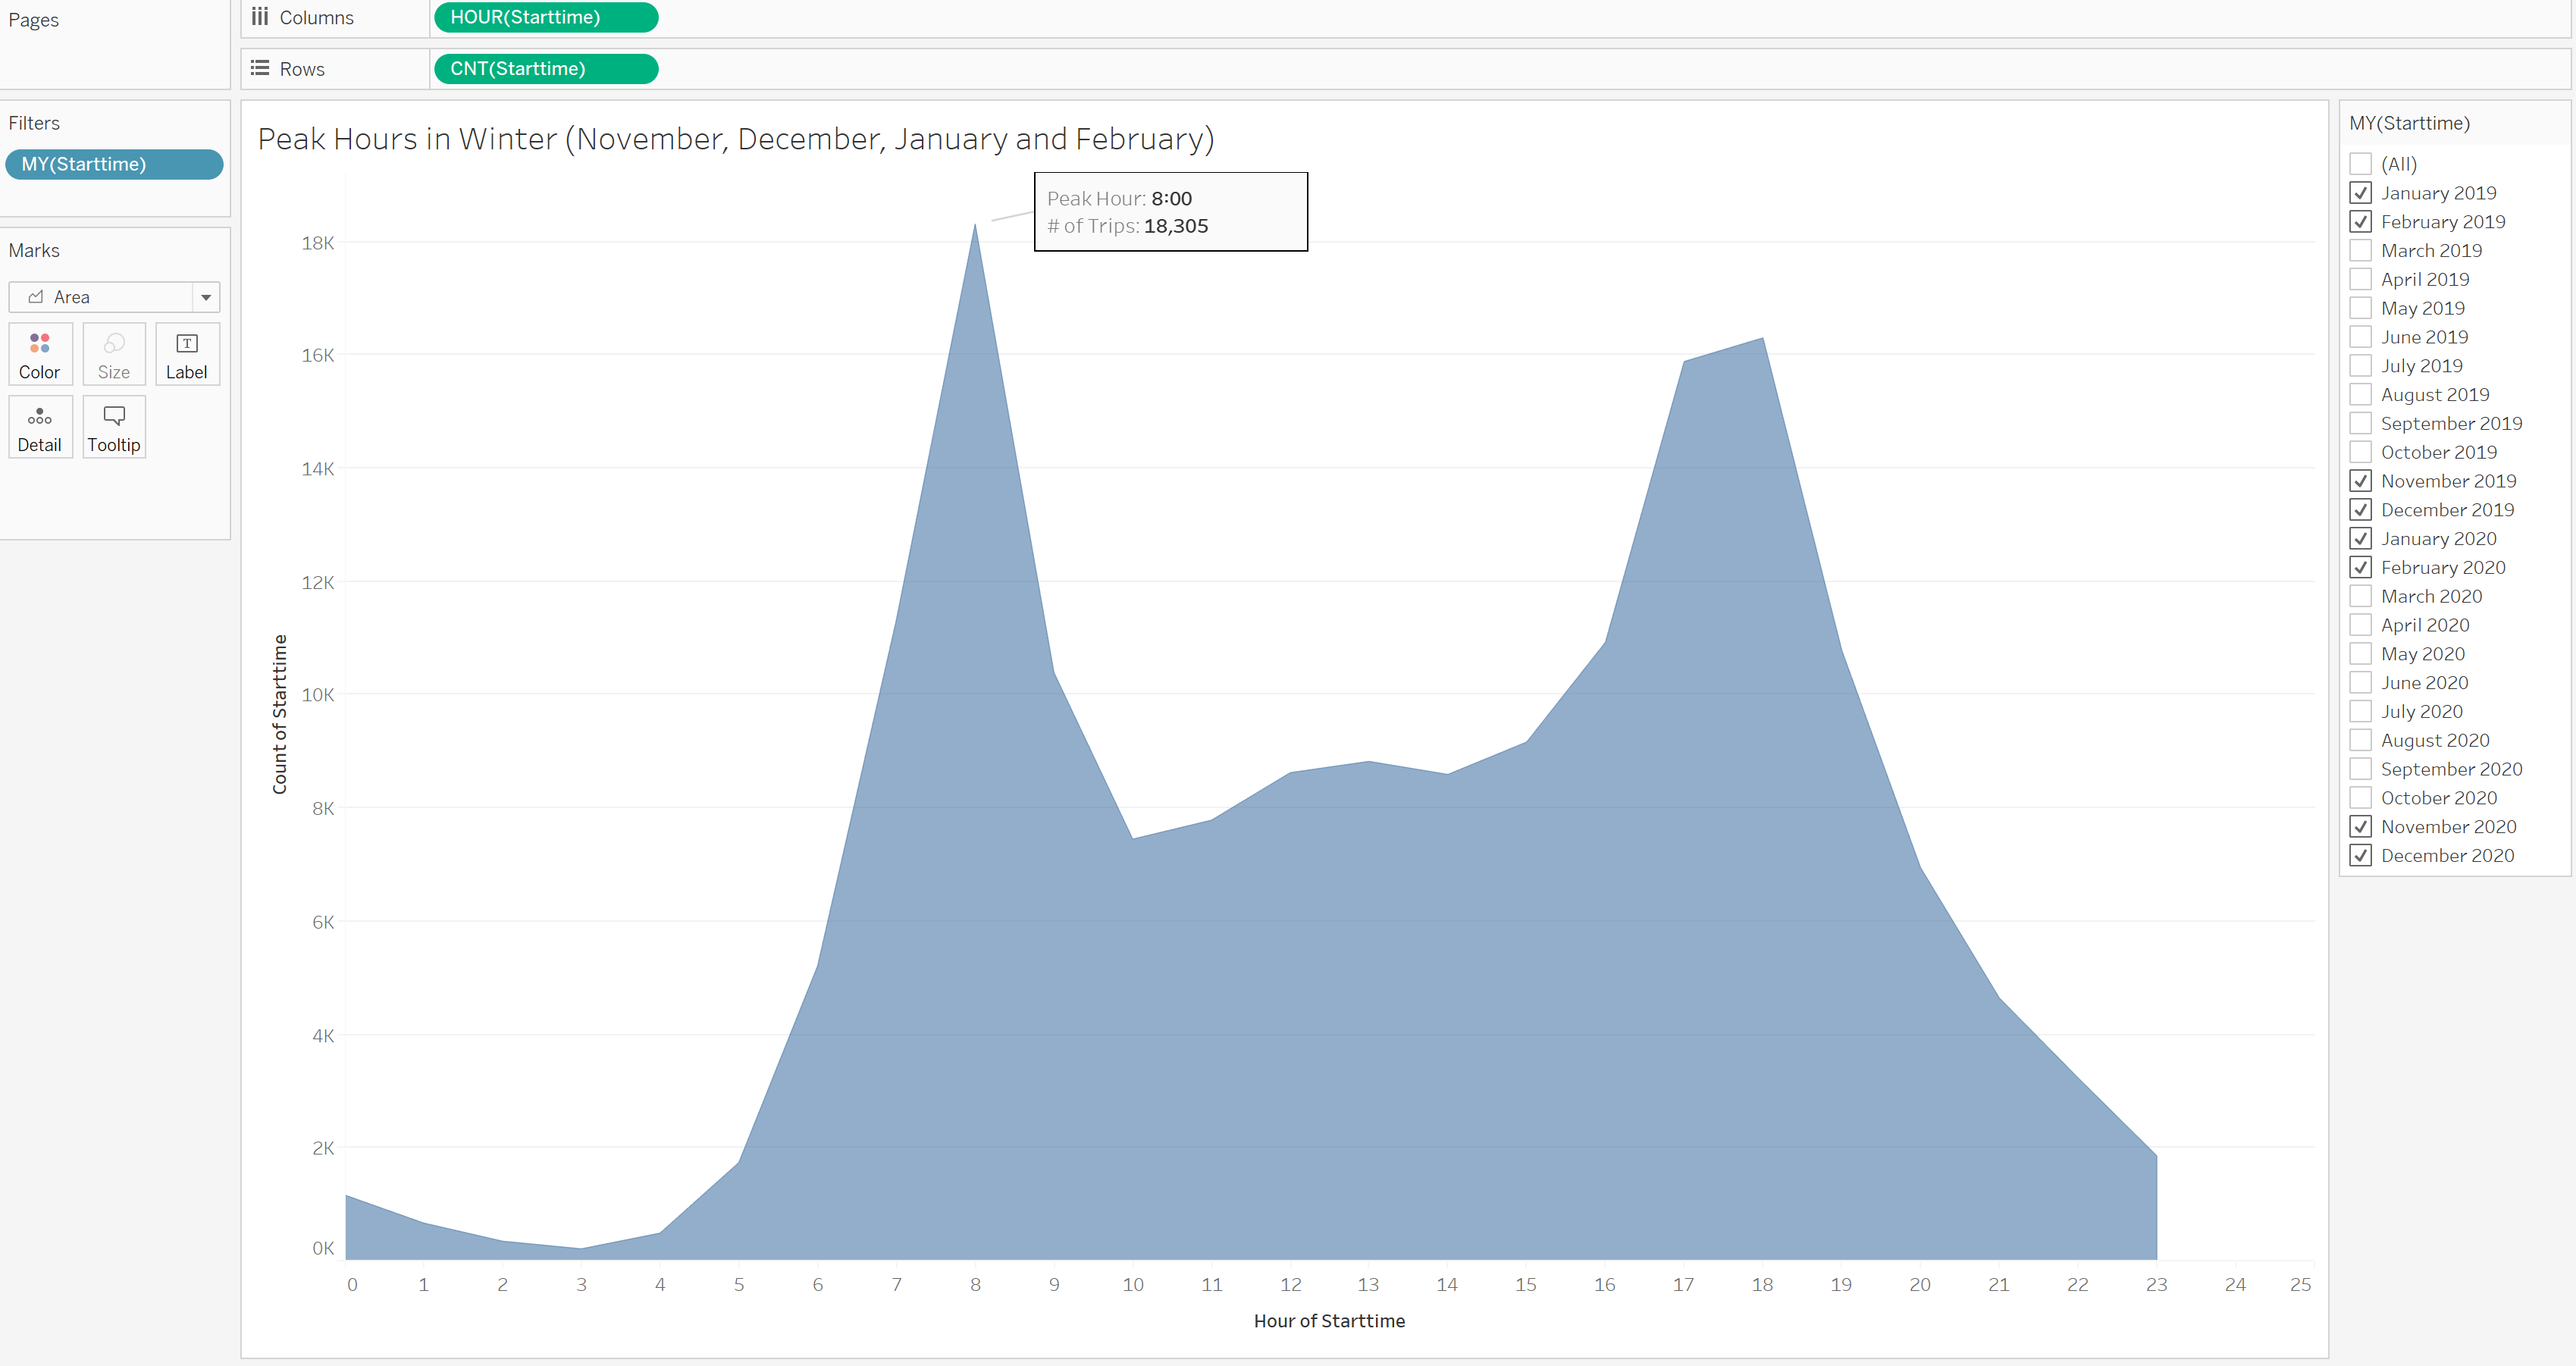 Pages
Columns
HOUR(Starttime)
Rows
CNT(Starttime)
Filters
MY(Starttime)
Marks
Area
Color
Size
Label
Detail
Tooltip
Peak Hours in Winter (November, December, January and February)
Peak Hour: 8:00
# of Trips: 18,305
18K
16K
14K
12K
10K
8K
6K
4K
2K
0K
Count of Starttime
0 1 2 3 4 5 6 7 8 9 10 11 12 13 14 15 16 17 18 19 20 21 22 23 24 25
Hour of Starttime
MY(Starttime)
(All)
January 2019
February 2019
March 2019
April 2019
May 2019
June 2019
July 2019
August 2019
September 2019
October 2019
November 2019
December 2019
January 2020
February 2020
March 2020
April 2020
May 2020
June 2020
July 2020
August 2020
September 2020
October 2020
November 2020
December 2020